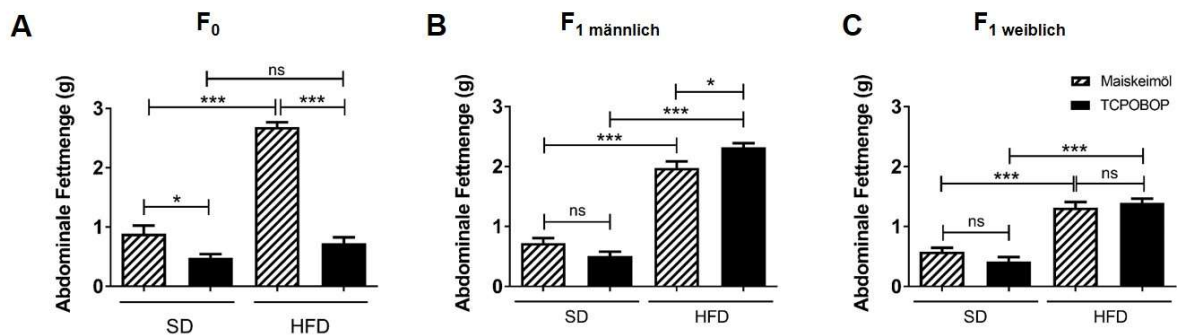 A
F0
Abdominale Fettmenge (g)
3
2
1
0
ns
***
***
*
SD
HFD
B
F1 männlich
Abdominale Fettmenge (g)
3
2
1
0
*
***
***
ns
SD
HFD
C
F1 weiblich
Abdominale Fettmenge (g)
3
2
1
0
Maiskeimöl
TCPOBOP
***
***
ns
ns
SD
HFD